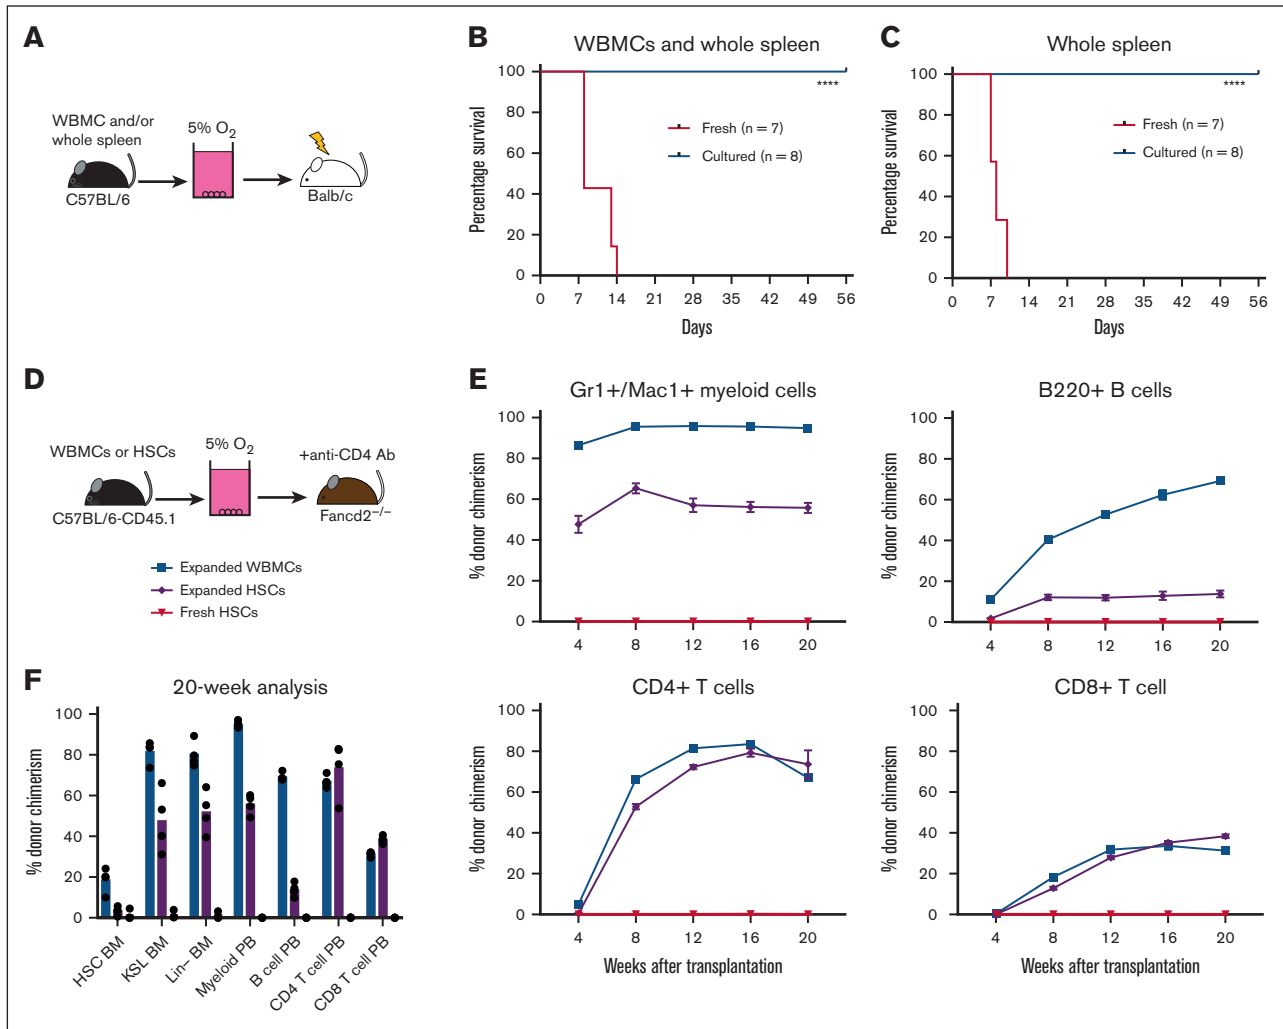 A
WBMC and/or
whole spleen
5% O2
C57BL/6
Balb/c
B
WBMCs and whole spleen
Percentage survival
100
80
60
40
20
0
****
Fresh (n = 7)
Cultured (n = 8)
0 7 14 21 28 35 42 49 56
Days
C
Whole spleen
Percentage survival
100
80
60
40
20
0
****
Fresh (n = 7)
Cultured (n = 8)
0 7 14 21 28 35 42 49 56
Days
D
WBMCs or HSCs
5% O2
+anti-CD4 Ab
C57BL/6-CD45.1
Fancd2−/−
Expanded WBMCs
Expanded HSCs
Fresh HSCs
E
Gr1+/Mac1+ myeloid cells
% donor chimerism
100
80
60
40
20
0
4 8 12 16 20
B220+ B cells
% donor chimerism
100
80
60
40
20
0
4 8 12 16 20
F
20-week analysis
% donor chimerism
100
80
60
40
20
0
HSC BM
KSL BM
Lin− BM
Myeloid PB
B cell PB
CD4 T cell PB
CD8 T cell PB
CD4+ T cells
% donor chimerism
100
80
60
40
20
0
4 8 12 16 20
Weeks after transplantation
CD8+ T cell
% donor chimerism
100
80
60
40
20
0
4 8 12 16 20
Weeks after transplantation